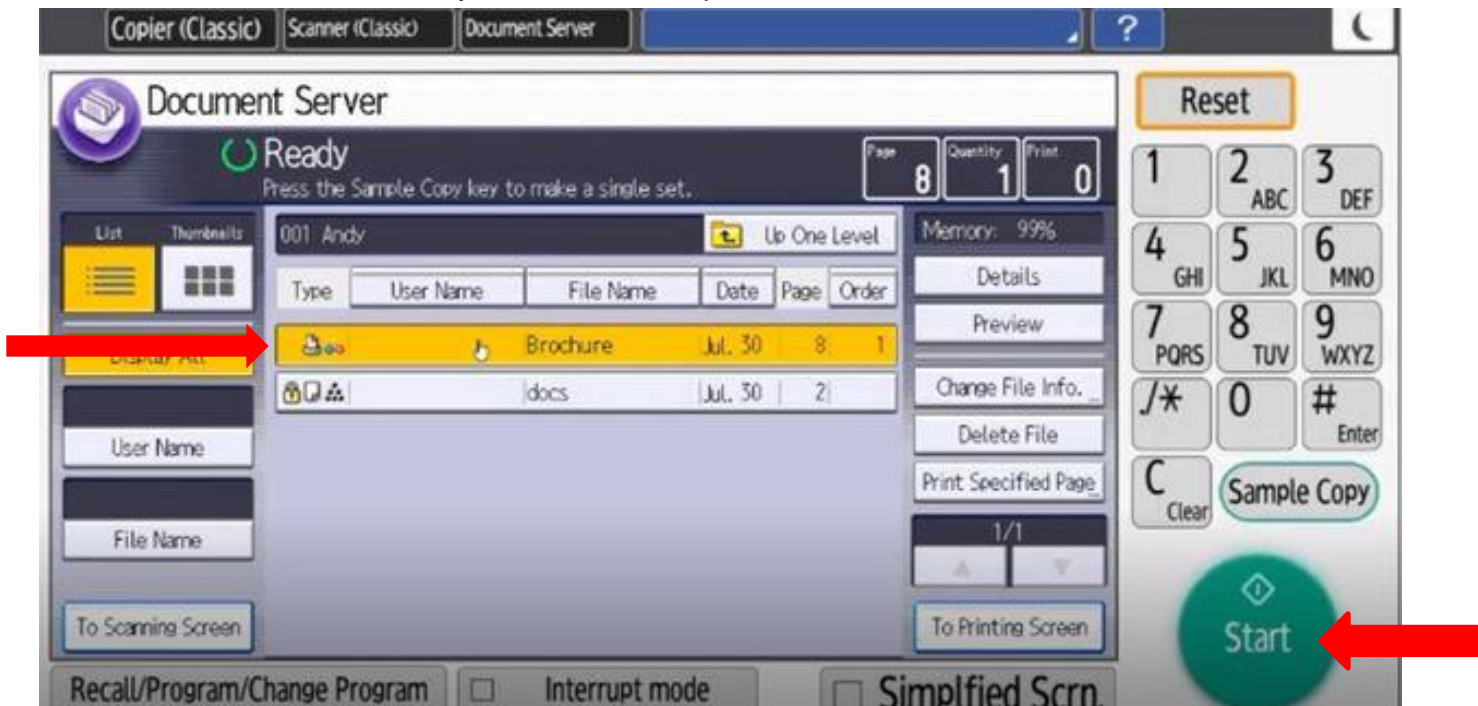 Copier (Classic) Scanner (Classic) Document Server ?
Document Server
Ready
Press the Sample Copy key to make a single set.
Page 8 Quantity 1 Print 0
Reset
List Thumbnails
001 Andy Up One Level
Memory: 99%
Type User Name File Name Date Page Order
Details
Brochure Jul. 30 8 1
Preview
Display All
docs Jul. 30 2
Change File Info.
User Name
Delete File
Print Specified Page
File Name
1/1
To Scanning Screen
To Printing Screen
1 2 ABC 3 DEF
4 GHI 5 JKL 6 MNO
7 PQRS 8 TUV 9 WXYZ
./* 0 # Enter
C Clear Sample Copy
Start
Recall/Program/Change Program Interrupt mode Simplfied Scrn.